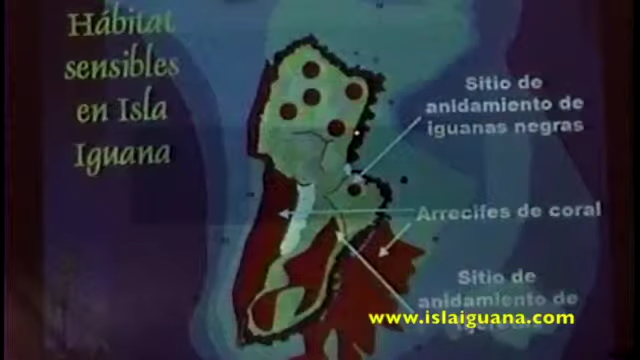 Hábitat
sensibles
en Isla
Iguana
Sitio de
anidamiento de
iguanas negras
Arrecifes de coral
Sitio de
anidamiento de
www.islaiguana.com